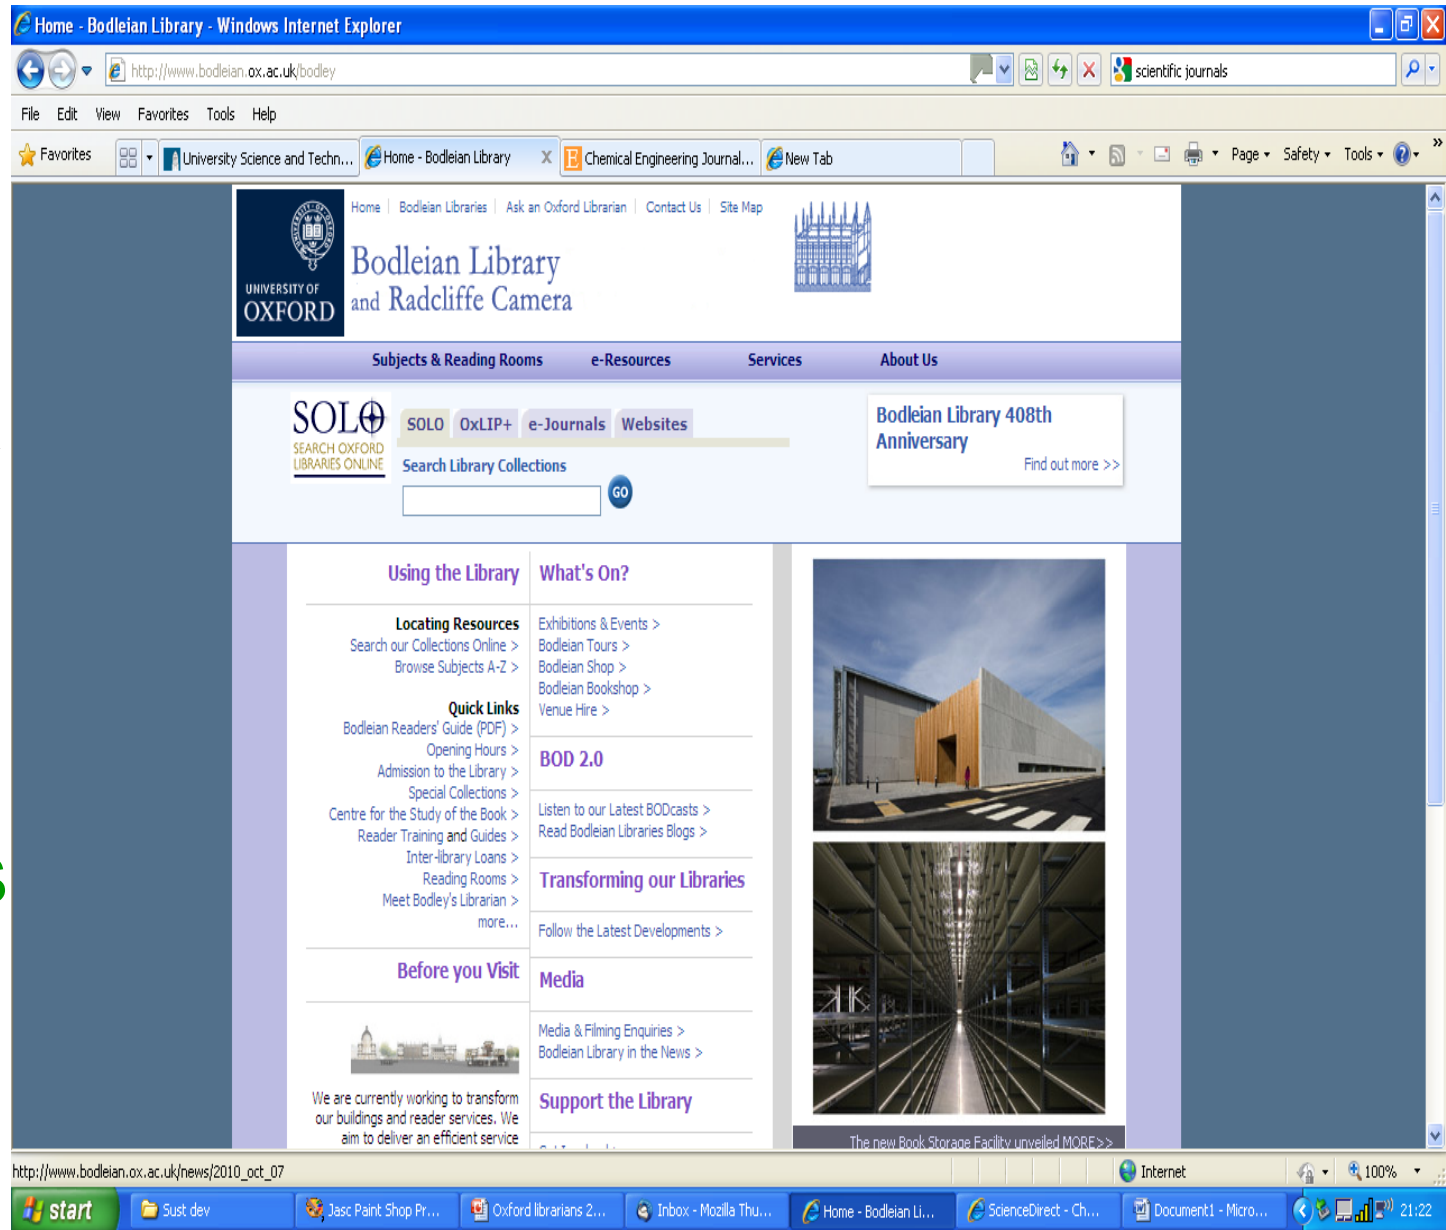 Home - Bodleian Library - Windows Internet Explorer
http://www.bodleian.ox.ac.uk/bodley
scientific journals
File Edit View Favorites Tools Help
Favorites
University Science and Techn...
Home - Bodleian Library X
Chemical Engineering Journal...
New Tab
Page Safety Tools »
UNIVERSITY OF
OXFORD
Home | Bodleian Libraries | Ask an Oxford Librarian | Contact Us | Site Map
Bodleian Library
and Radcliffe Camera
Subjects & Reading Rooms e-Resources Services About Us
SOLO
SEARCH OXFORD
LIBRARIES ONLINE
SOLO OxLIP+ e-Journals Websites
Search Library Collections
GO
Bodleian Library 408th
Anniversary
Find out more >>
Using the Library
Locating Resources
Search our Collections Online >
Browse Subjects A-Z >
Quick Links
Bodleian Readers' Guide (PDF) >
Opening Hours >
Admission to the Library >
Special Collections >
Centre for the Study of the Book >
Reader Training and Guides >
Inter-library Loans >
Reading Rooms >
Meet Bodley's Librarian >
more...
Before you Visit
We are currently working to transform
our buildings and reader services. We
aim to deliver an efficient service
What's On?
Exhibitions & Events >
Bodleian Tours >
Bodleian Shop >
Bodleian Bookshop >
Venue Hire >
BOD 2.0
Listen to our Latest BODcasts >
Read Bodleian Libraries Blogs >
Transforming our Libraries
Follow the Latest Developments >
Media
Media & Filming Enquiries >
Bodleian Library in the News >
Support the Library
The new Book Storage Facility unveiled MORE>>
s
http://www.bodleian.ox.ac.uk/news/2010_oct_07
Internet
100%
start
Sust dev
Jasc Paint Shop Pr...
Oxford librarians 2...
Inbox - Mozilla Thu...
Home - Bodleian Li...
ScienceDirect - Ch...
Document1 - Micro...
21:22